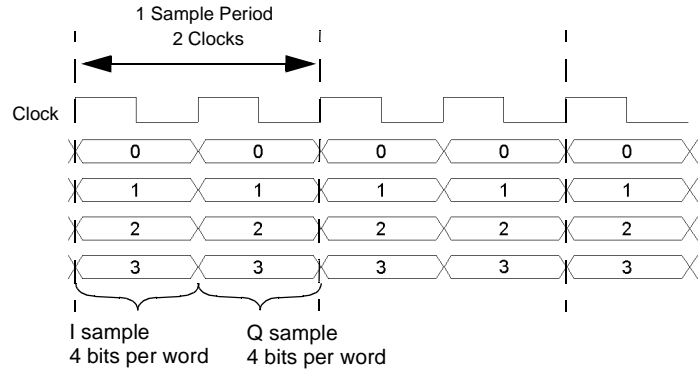 1 Sample Period
2 Clocks
Clock
0 0 0 0 0
1 1 1 1 1
2 2 2 2 2
3 3 3 3 3
I sample
4 bits per word
Q sample
4 bits per word